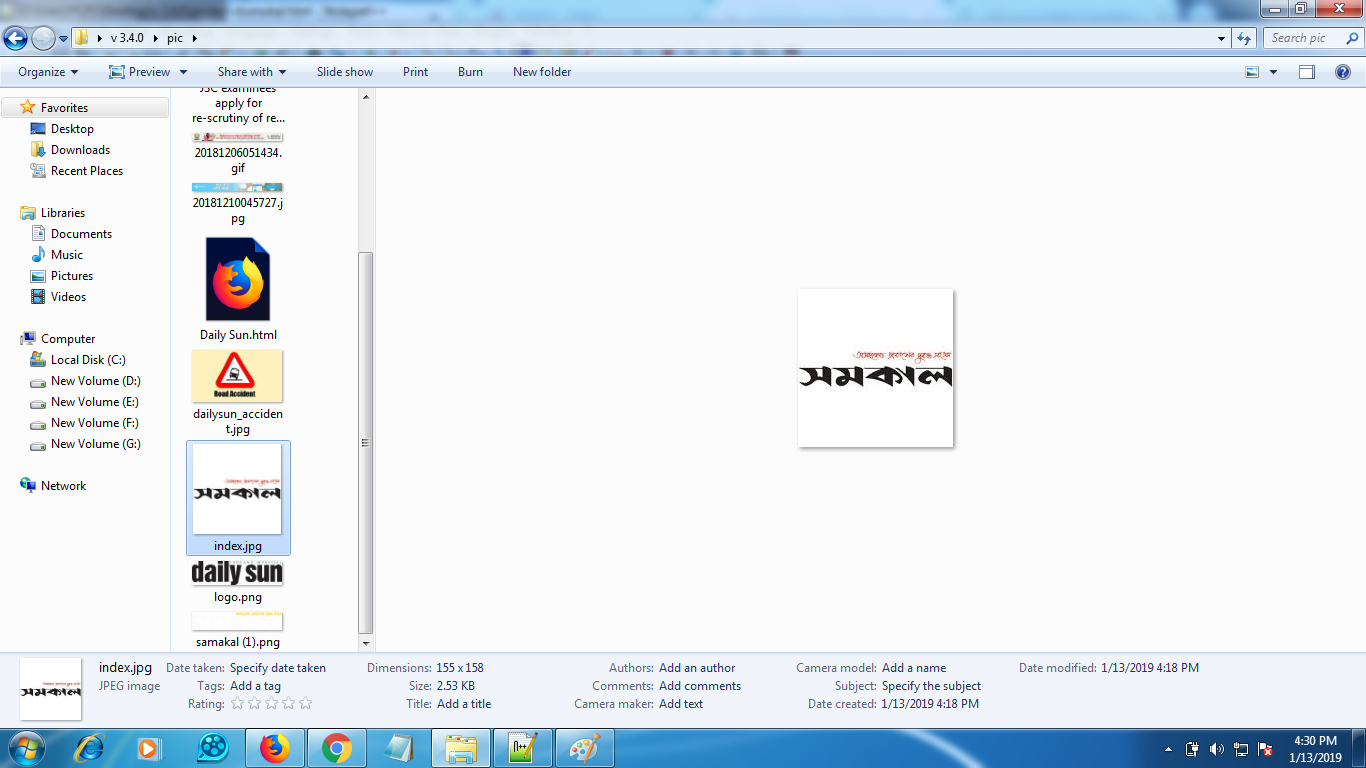 v 3.4.0
pic
Search pic
Organize
Preview
Share with
Slide show
Print
Burn
New folder
Favorites
Desktop
Downloads
Recent Places
Libraries
Documents
Music
Pictures
Videos
Computer
Local Disk (C:)
New Volume (D:)
New Volume (E:)
New Volume (F:)
New Volume (G:)
Network
JSC examinees
apply for
re-scrutiny of re...
20181206051434.
gif
20181210045727.j
pg
Daily Sun.html
Road Accident
dailysun_acciden
t.jpg
সমকাল
index.jpg
daily sun
logo.png
samakal (1).png
সমকাল
সমকাল
index.jpg
JPEG image
Date taken: Specify date taken
Tags: Add a tag
Rating:
Dimensions: 155 x 158
Size: 2.53 KB
Title: Add a title
Authors: Add an author
Comments: Add comments
Camera maker: Add text
Camera model: Add a name
Subject: Specify the subject
Date created: 1/13/2019 4:18 PM
Date modified: 1/13/2019 4:18 PM
N++
4:30 PM
1/13/2019